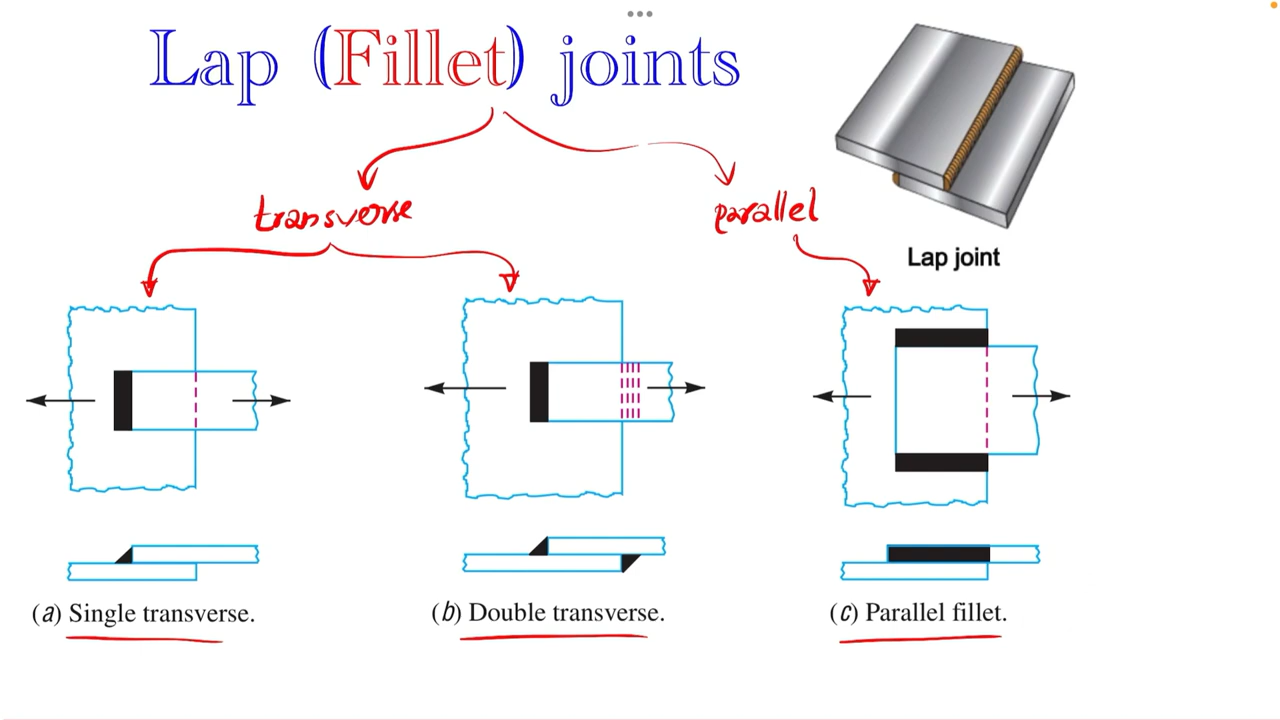 Lap (Fillet) joints
transverse
parallel
Lap joint
(a) Single transverse.
(b) Double transverse.
(c) Parallel fillet.